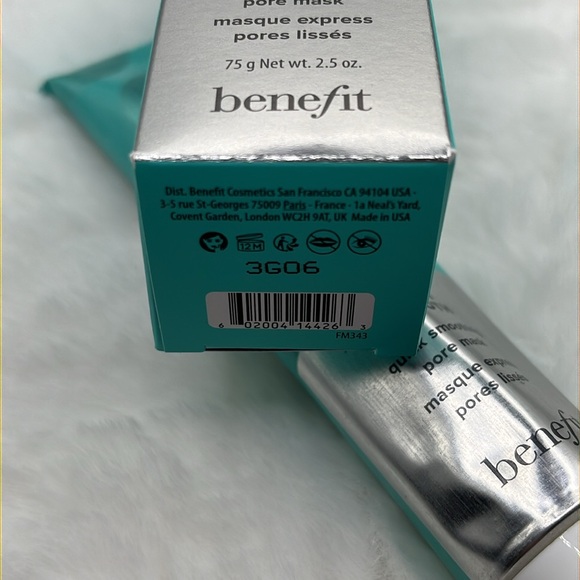 pore mask
masque express
pores lissés
75 g Net wt. 2.5 oz.
benefit
Dist. Benefit Cosmetics San Francisco CA 94104 USA -
3-5 rue St-Georges 75009 Paris - France - 1a Neal's Yard,
Covent Garden, London WC2H 9AT, UK Made in USA
12M
3G06
6 02004 14426 3
FM343
pore mask
masque express
pores lissés
benefit